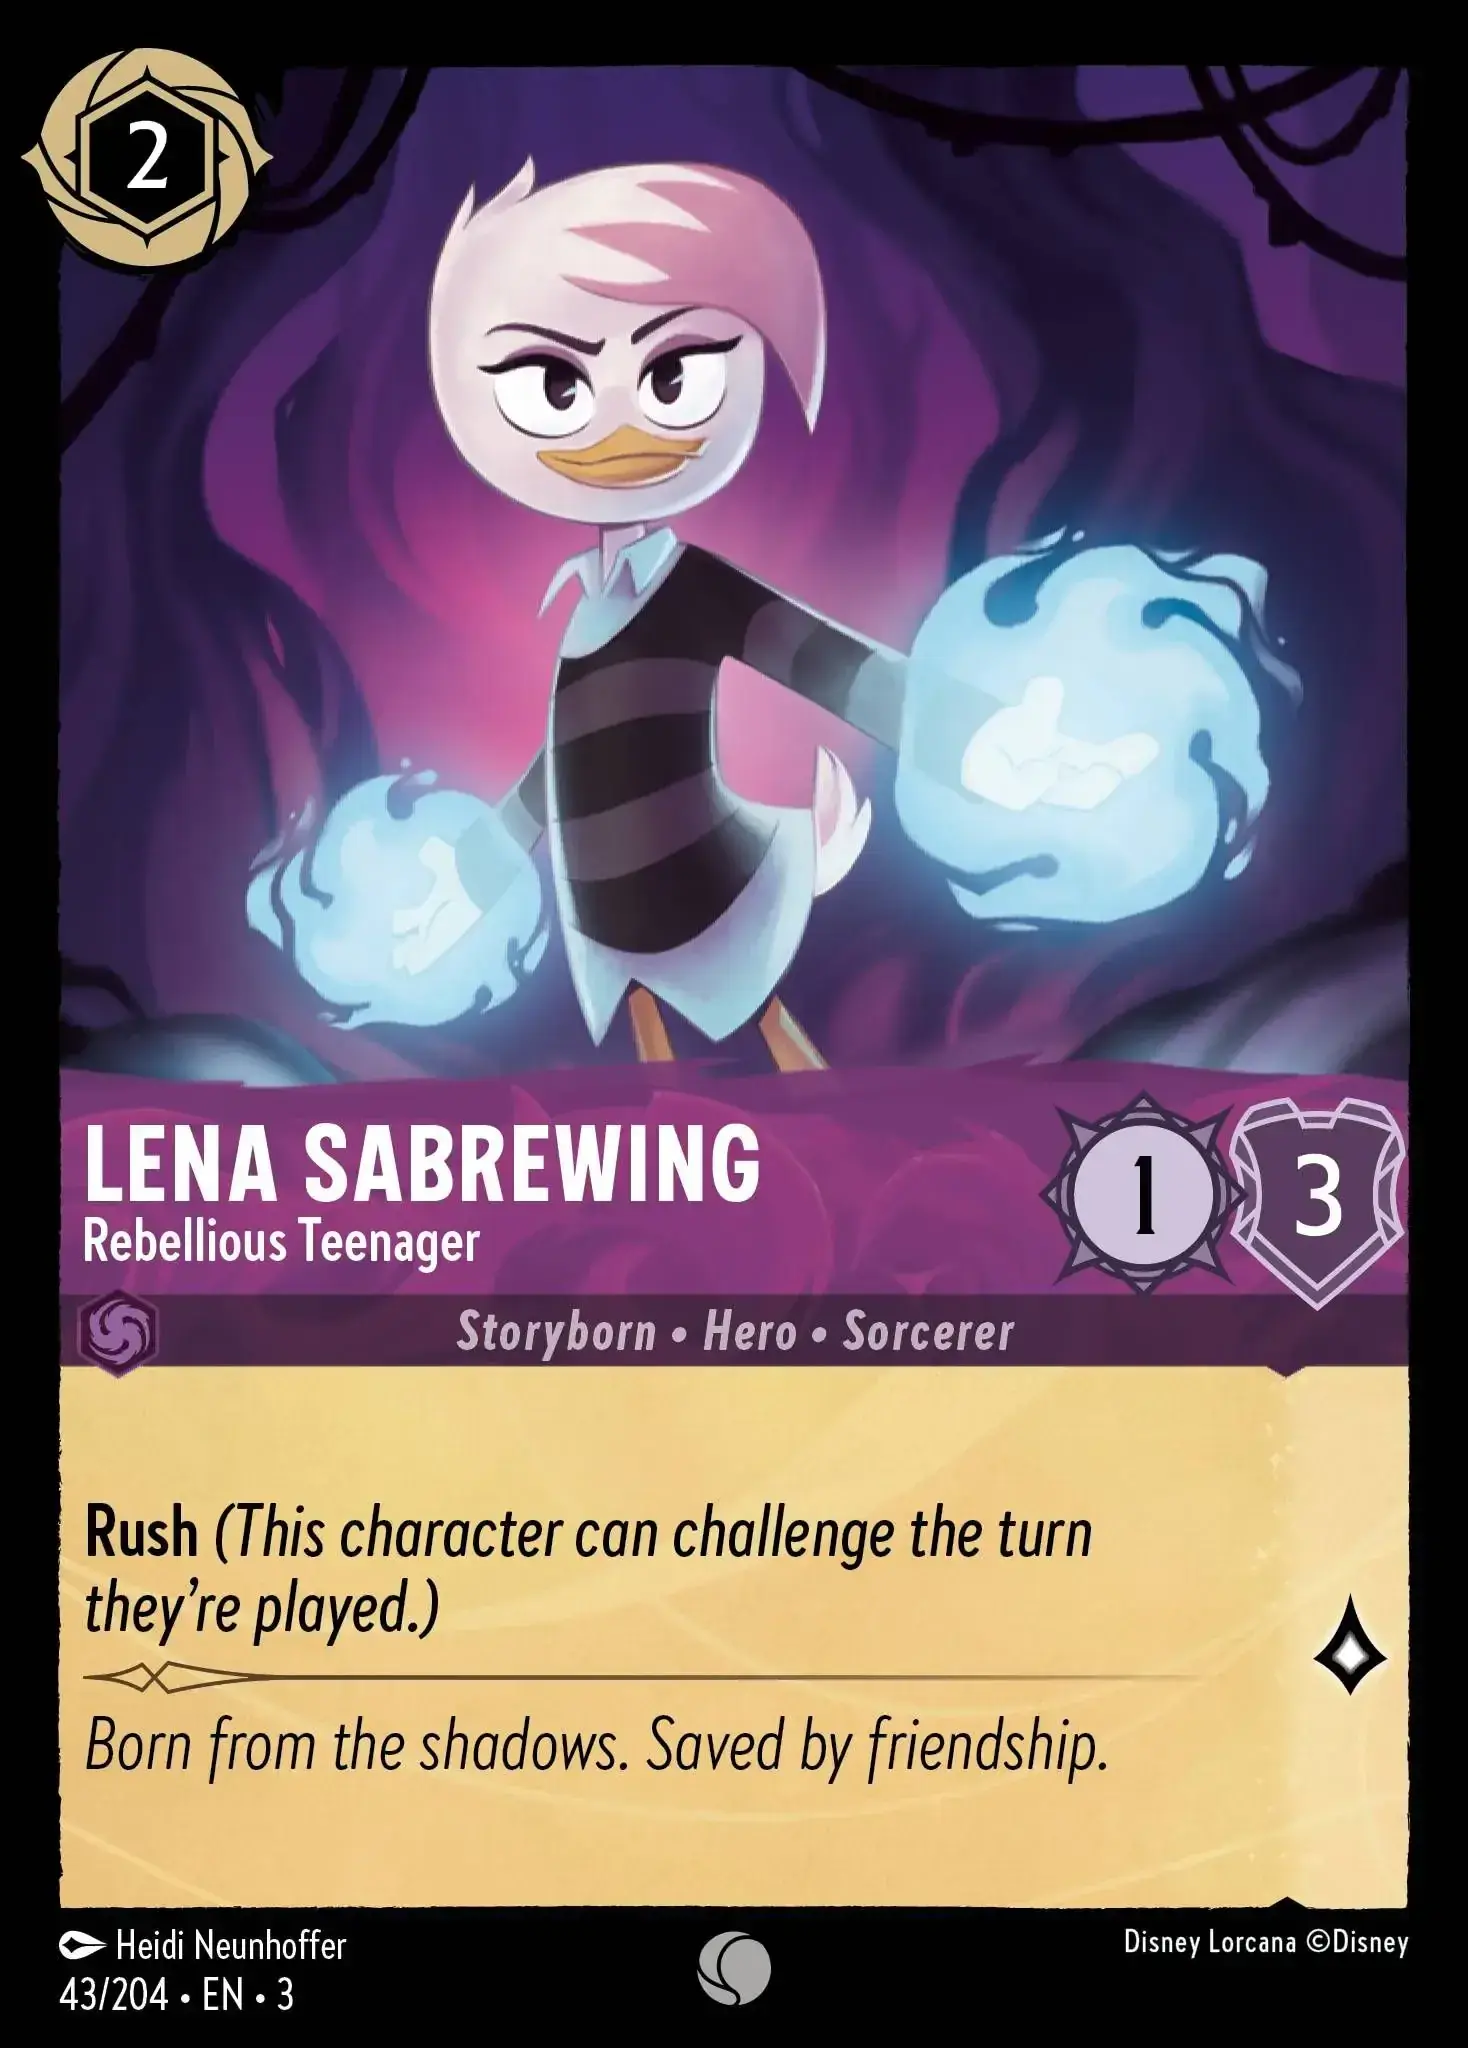 2
LENA SABREWING
Rebellious Teenager
1
3
Storyborn • Hero • Sorcerer
Rush (This character can challenge the turn
they're played.)
Born from the shadows. Saved by friendship.
Heidi Neunhoffer
Disney Lorcana ©Disney
43/204 • EN • 3